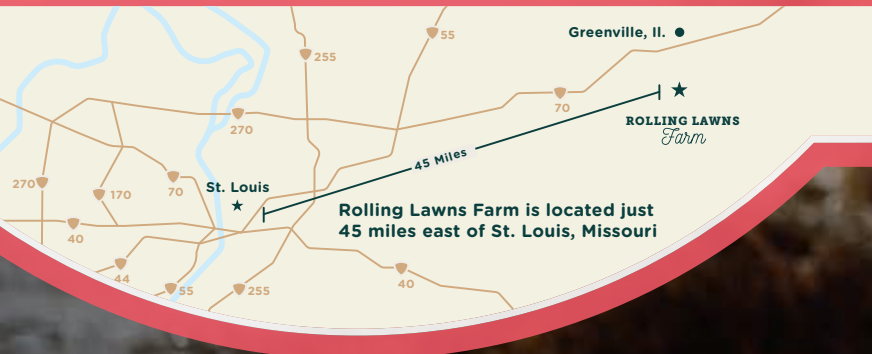 Greenville, Il.
55
255
70
270
ROLLING LAWNS
Farm
45 Miles
270
170
70
St. Louis
Rolling Lawns Farm is located just
45 miles east of St. Louis, Missouri
40
44
55
255
40